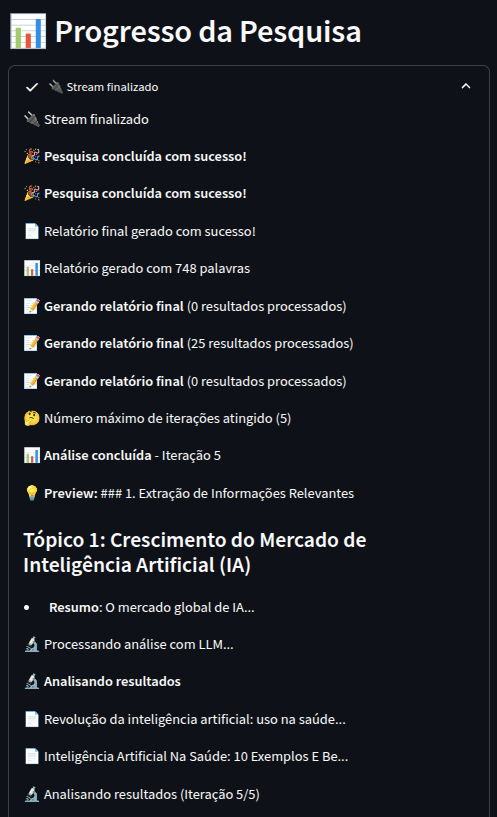 Progresso da Pesquisa
Stream finalizado
Stream finalizado
Pesquisa concluída com sucesso!
Pesquisa concluída com sucesso!
Relatório final gerado com sucesso!
Relatório gerado com 748 palavras
Gerando relatório final (0 resultados processados)
Gerando relatório final (25 resultados processados)
Gerando relatório final (0 resultados processados)
Número máximo de iterações atingido (5)
Análise concluída - Iteração 5
Preview: ### 1. Extração de Informações Relevantes
Tópico 1: Crescimento do Mercado de
Inteligência Artificial (IA)
• Resumo: O mercado global de IA...
Processando análise com LLM...
Analisando resultados
Revolução da inteligência artificial: uso na saúde...
Inteligência Artificial Na Saúde: 10 Exemplos E Be...
Analisando resultados (Iteração 5/5)